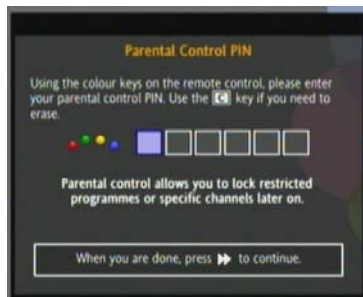 Parental Control PIN
Using the colour keys on the remote control, please enter
your parental control PIN. Use the C key if you need to
erase.
Parental control allows you to lock restricted
programmes or specific channels later on.
When you are done, press to continue.